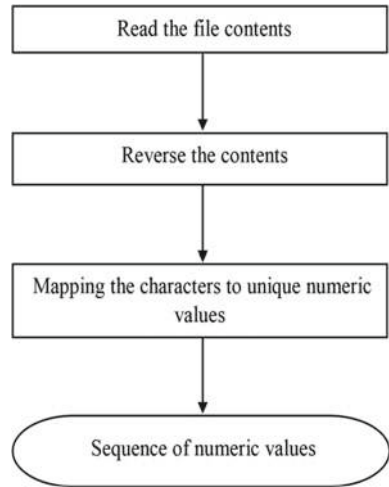 Read the file contents
Reverse the contents
Mapping the characters to unique numeric
values
Sequence of numeric values